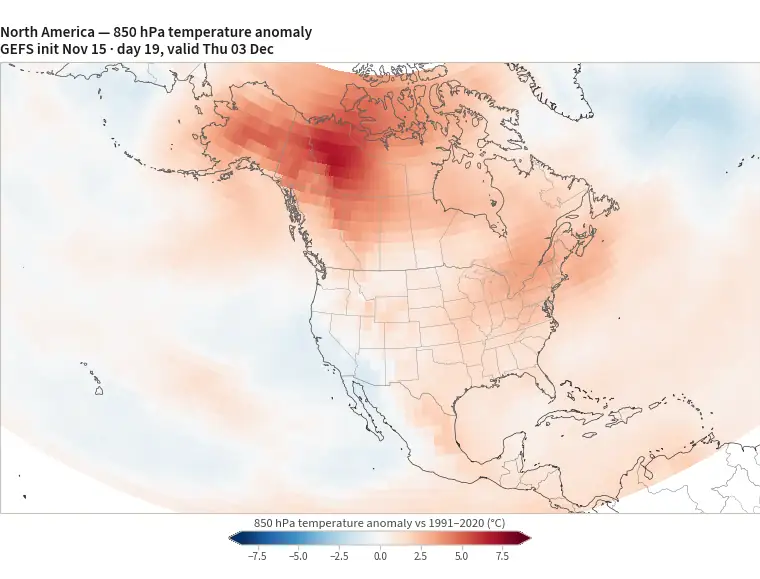 North America — 850 hPa temperature anomaly
GEFS init Nov 15 · day 19, valid Thu 03 Dec
850 hPa temperature anomaly vs 1991–2020 (°C)
−7.5 −5.0 −2.5 0.0 2.5 5.0 7.5